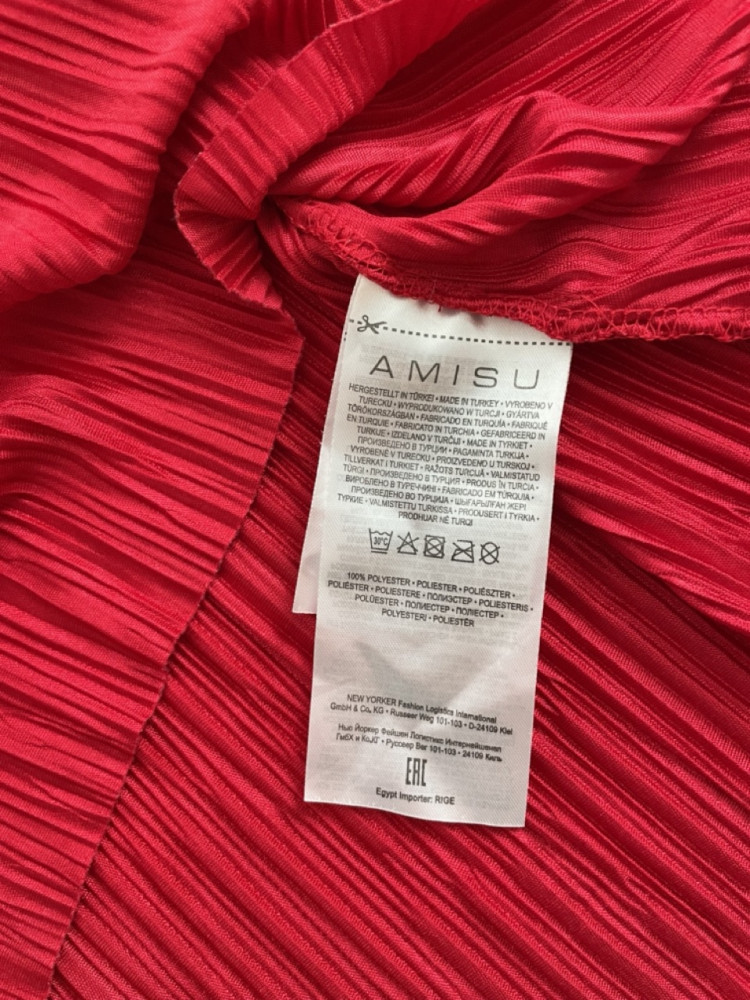 AMISU
HERGESTELLT IN TÜRKEI • MADE IN TURKEY • VYROBENO V
TURECKU • WYPRODUKOWANO W TURCJI • GYÁRTVA
TÖRÖKORSZÁGBAN • FABRICADO EN TURQUÍA • FABRIQUÉ
EN TURQUIE • FABRICATO IN TURCHIA • GEFABRICEERD IN
TURKIJE • IZDELANO V TURČIJI • MADE IN TYRKIET •
ПРОИЗВЕДЕНО В ТУРЦИИ • PAGAMINTA TURKIJA •
VYROBENÉ V TURECKU • PROIZVEDENO U TURSKOJ •
TILLVERKAT I TURKIET • RAŽOTS TURCIJĀ • VALMISTATUD
TÜRGI • ПРОИЗВЕДЕНО В ТУРЦИЯ • PRODUS ÎN TURCIA •
ВИРОБЛЕНО В ТУРЕЧЧИНІ • FABRICADO EM TÚRQUIA •
ПРОИЗВЕДЕНО ВО ТУРЦИЈА • ШЫҒАРЫЛҒАН ЖЕРІ
ТҮРКИЕ • VALMISTETTU TURKISSA • PRODUSERT I TYRKIA •
PRODHUAR NË TURQI
30°C
100% POLYESTER • POLIESTER • POLIÉSZTER •
POLIÉSTER • POLIESTERE • ПОЛИЭСТЕР • POLIESTERIS •
POLÜESTER • ПОЛИЕСТЕР • ПОЛІЕСТЕР •
POLYESTERI • POLIESTËR
NEW YORKER Fashion Logistics International
GmbH & Co, KG • Russeer Weg 101-103 • D-24109 Kiel
Нью Йоркер Фейшен Логистикс Интернейшенал
ГмбХ и Ко,КГ • Руссеер Ваг 101-103 • 24109 Киль
EAC
Egypt Importer: RIGE